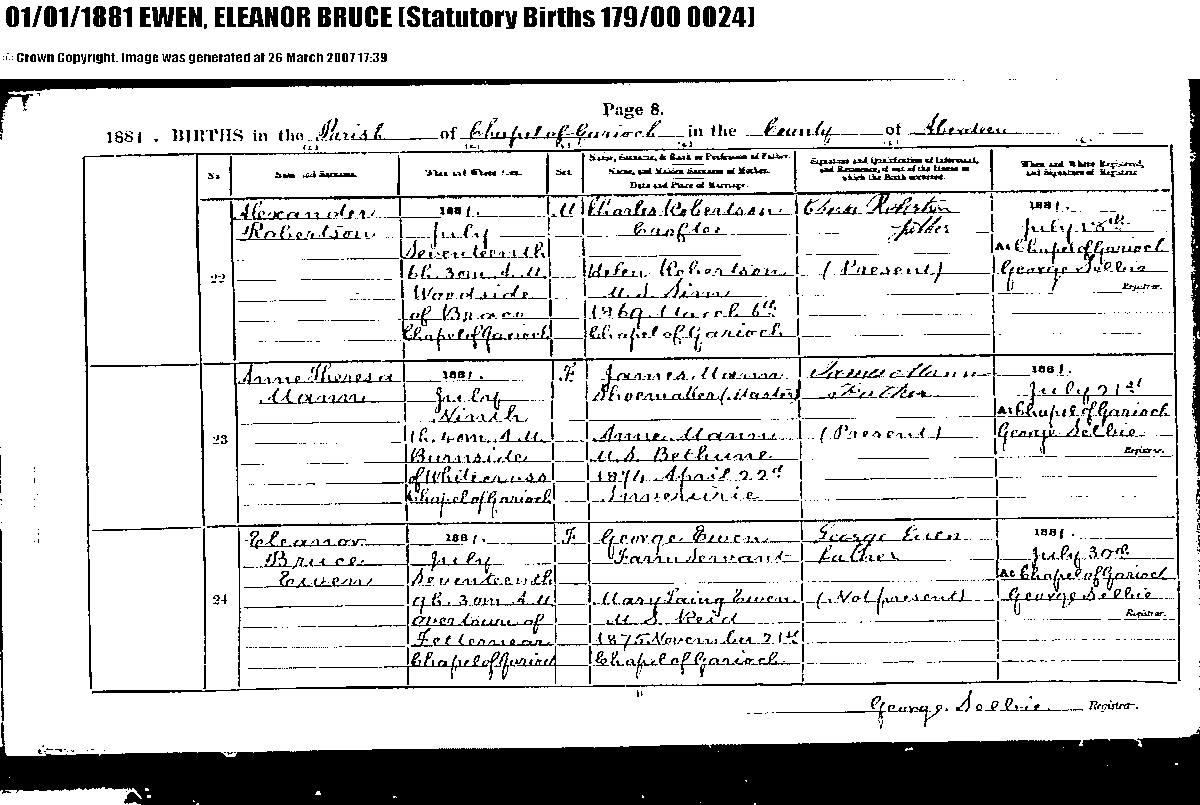 01/01/1881 EWEN, ELEANOR BRUCE (Statutory Births 179/00 0024)
© Crown Copyright. Image was generated at 26 March 2007 17:39
Page 8.
1881. BIRTHS in the Parish of Chapel of Garioch in the County of Aberdeen
No.
Name and Surname.
When and Where Born.
Sex.
Name, Surname, & Rank or Profession of Father.
Name, and Maiden Surname of Mother.
Date and Place of Marriage.
Signature and Qualification of Informant,
and Residence, if out of the House in
which the Birth occurred.
When and Where Registered,
and Signature of Registrar.
22
Alexander
Robertson
1881.
July
Seventeenth
6h. 30m. A.M.
Woodside
of Braco
Chapel of Garioch
M
Charles Robertson
Crofter
Helen Robertson
M.S. Sim
1869 March 6th
Chapel of Garioch
Charles Robertson
father
(Present)
1881.
July 18th
At Chapel of Garioch
George Sellie
Registrar.
23
Anne Theresa
Mann
1881.
July
Ninth
1h. 40m. A.M.
Burnside
of Whitecross
Chapel of Garioch
F.
James Mann
Shoemaker (Master)
Anne Mann
M.S. Bethune
1874 April 22d
Inverurie
James Mann
Father
(Present)
1881.
July 21st
At Chapel of Garioch
George Sellie
Registrar.
24
Eleanor
Bruce
Ewen
1881.
July
Seventeenth
9h. 30m. A.M.
Overtown of
Fetternear
Chapel of Garioch
F.
George Ewen
Farm Servant
Mary Laing Ewen
M.S. Reid
1875 November 21st
Chapel of Garioch
George Ewen
Father
(Not present)
1881.
July 30th
At Chapel of Garioch
George Sellie
Registrar.
George Sellie Registrar.